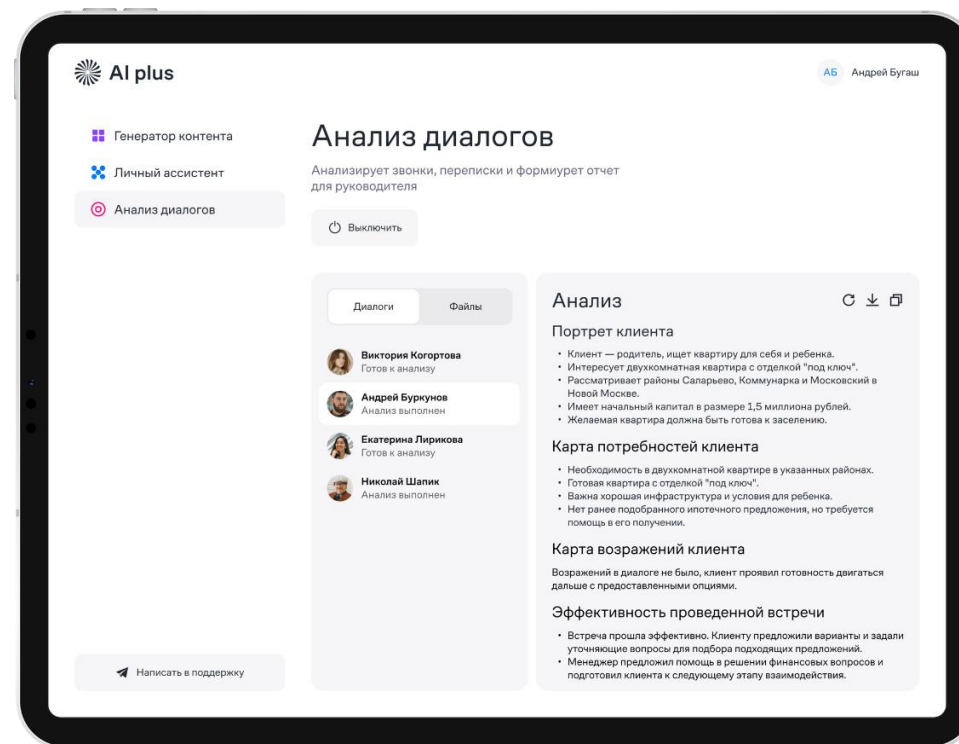 AI plus
АБ Андрей Бугаш
Генератор контента
Личный ассистент
Анализ диалогов
Анализ диалогов
Анализирует звонки, переписки и формиурет отчет
для руководителя
Выключить
Диалоги Файлы
Виктория Когортова
Готов к анализу
Андрей Буркунов
Анализ выполнен
Екатерина Лирикова
Готов к анализу
Николай Шапик
Анализ выполнен
Анализ
Портрет клиента
• Клиент — родитель, ищет квартиру для себя и ребенка.
• Интересует двухкомнатная квартира с отделкой "под ключ".
• Рассматривает районы Саларьево, Коммунарка и Московский в
Новой Москве.
• Имеет начальный капитал в размере 1,5 миллиона рублей.
• Желаемая квартира должна быть готова к заселению.
Карта потребностей клиента
• Необходимость в двухкомнатной квартире в указанных районах.
• Готовая квартира с отделкой "под ключ".
• Важна хорошая инфраструктура и условия для ребенка.
• Нет ранее подобранного ипотечного предложения, но требуется
помощь в его получении.
Карта возражений клиента
Возражений в диалоге не было, клиент проявил готовность двигаться
дальше с предоставленными опциями.
Эффективность проведенной встречи
• Встреча прошла эффективно. Клиенту предложили варианты и задали
уточняющие вопросы для подбора подходящих предложений.
• Менеджер предложил помощь в решении финансовых вопросов и
подготовил клиента к следующему этапу взаимодействия.
Написать в поддержку